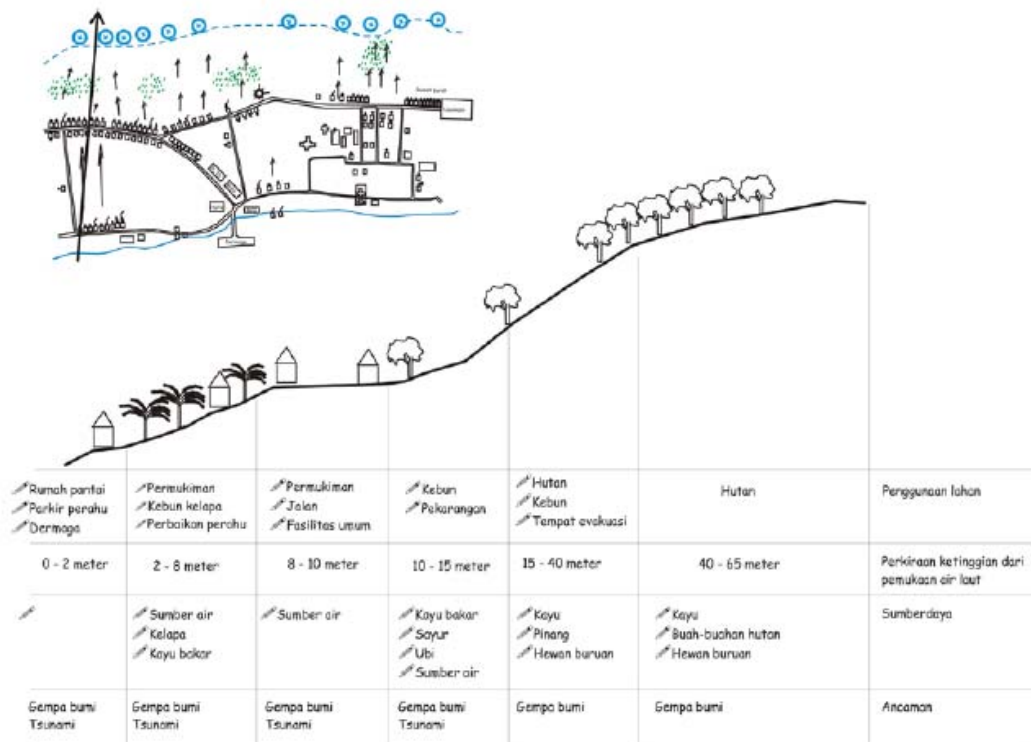 Rumah pantai
Parkir perahu
Dermaga
Permukiman
Kebun kelapa
Perbaikan perahu
Permukiman
Jalan
Fasilitas umum
Kebun
Pekarangan
Hutan
Kebun
Tempat evakuasi
Hutan
Penggunaan lahan
0 - 2 meter
2 - 8 meter
8 - 10 meter
10 - 15 meter
15 - 40 meter
40 - 65 meter
Perkiraan ketinggian dari
pemukaan air laut
Sumber air
Kelapa
Kayu bakar
Sumber air
Kayu bakar
Sayur
Ubi
Sumber air
Kayu
Pinang
Hewan buruan
Kayu
Buah-buahan hutan
Hewan buruan
Sumberdaya
Gempa bumi
Tsunami
Gempa bumi
Tsunami
Gempa bumi
Tsunami
Gempa bumi
Tsunami
Gempa bumi
Gempa bumi
Ancaman